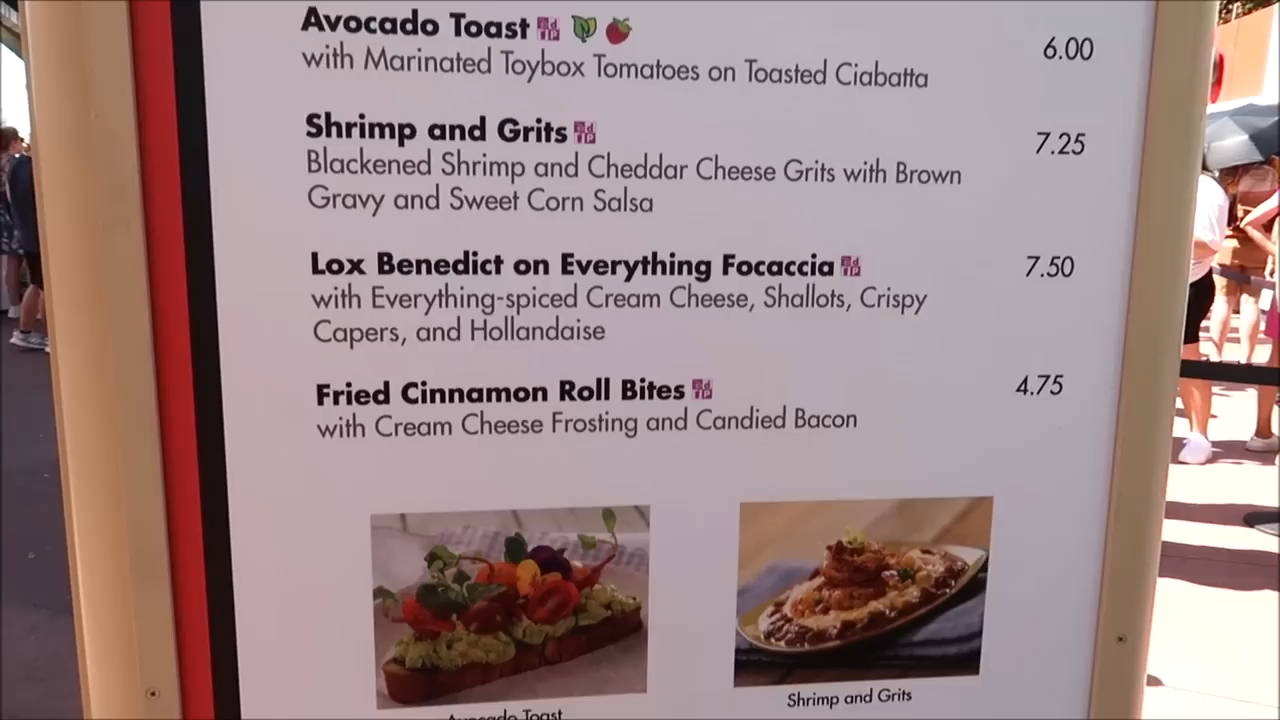 Avocado Toast
6.00
with Marinated Toybox Tomatoes on Toasted Ciabatta
Shrimp and Grits
7.25
Blackened Shrimp and Cheddar Cheese Grits with Brown
Gravy and Sweet Corn Salsa
Lox Benedict on Everything Focaccia
7.50
with Everything-spiced Cream Cheese, Shallots, Crispy
Capers, and Hollandaise
Fried Cinnamon Roll Bites
4.75
with Cream Cheese Frosting and Candied Bacon
Avocado Toast
Shrimp and Grits